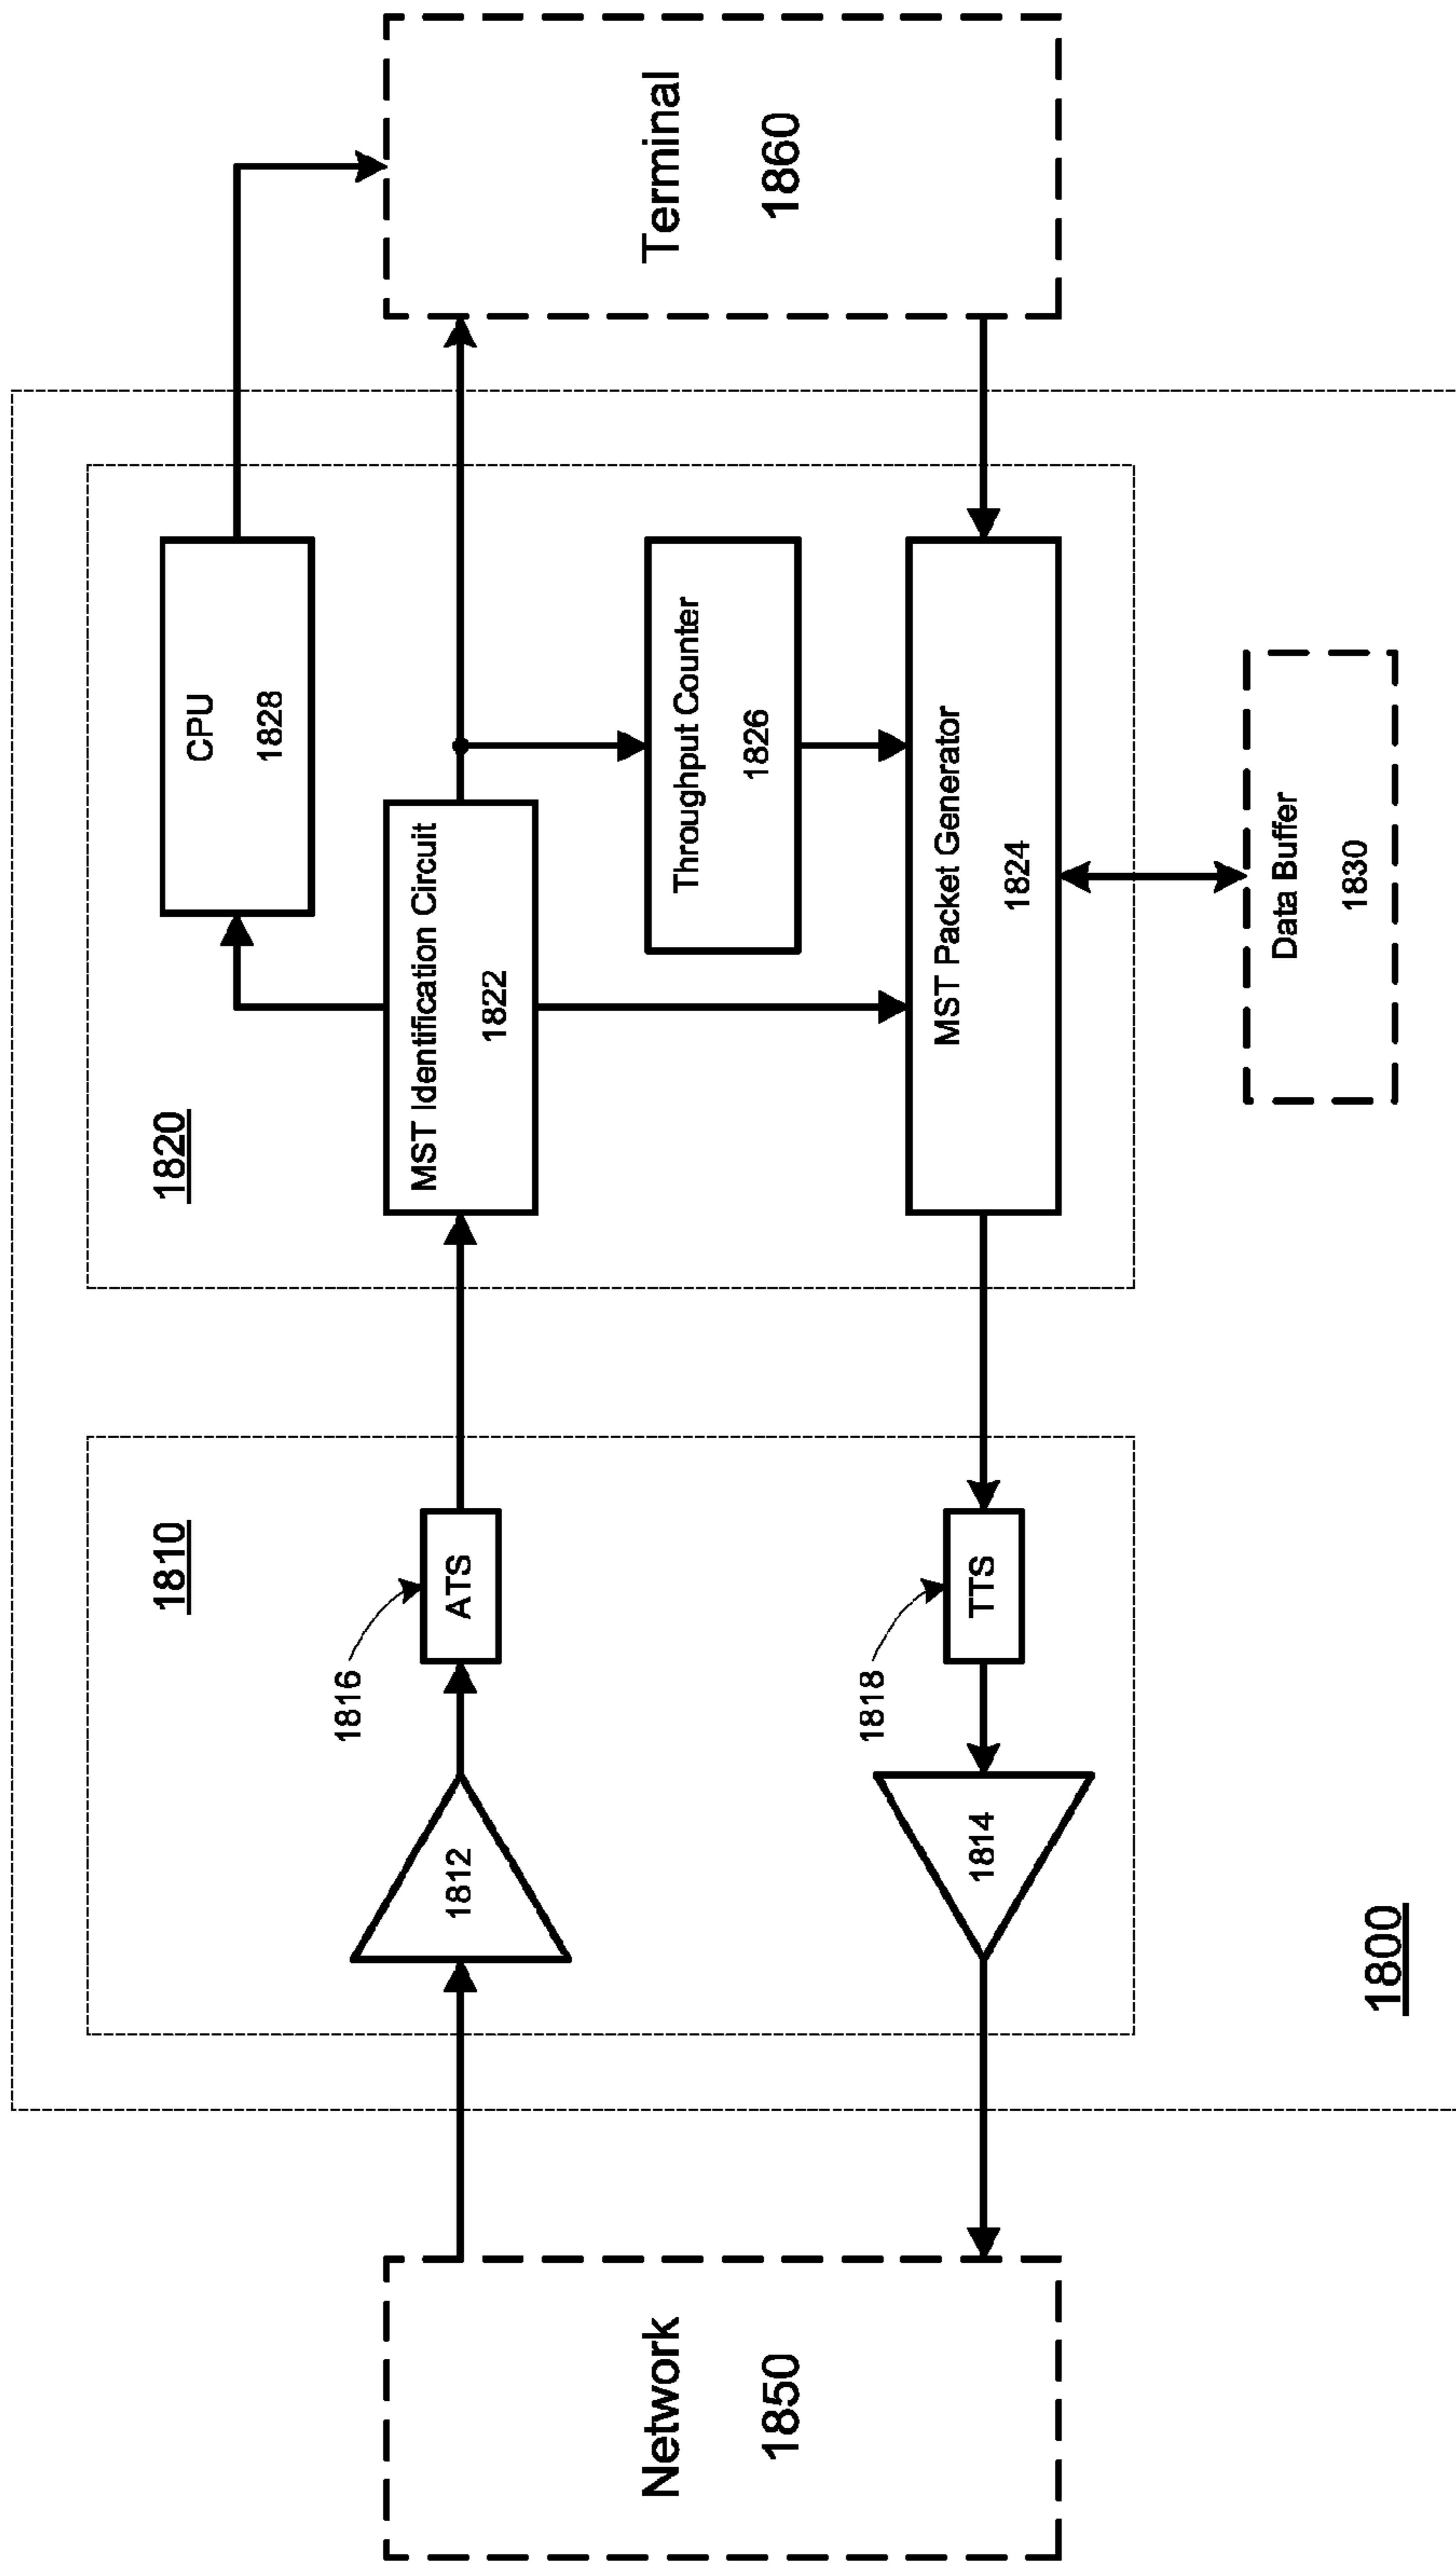 1820
CPU
1828
1810
Terminal
1860
1816
ATS
MST Identification Circuit
1822
1812
Network
1850
Throughput Counter
1826
1818
TTS
MST Packet Generator
1824
1814
Data Buffer
1830
1800